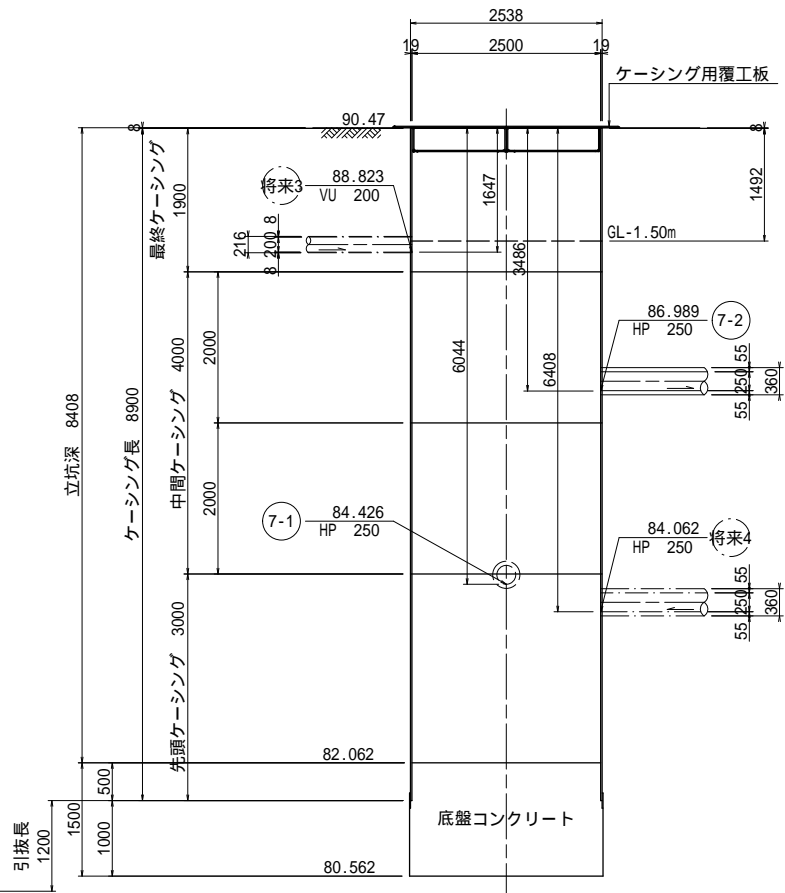 2538
19 2500 19
ケーシング用覆工板
90.47
8
8
最終ケーシング 1900
将来3 88.823
VU 200
216
8 200 8
1647
1492
GL-1.50m
3486
86.989 7-2
HP 250
55 250 55
360
6044
6408
立坑深 8408
ケーシング長 8900
中間ケーシング 4000
2000
2000
7-1 84.426
HP 250
84.062 将来4
HP 250
55 250 55
360
先頭ケーシング 3000
82.062
500
1500
1000
底盤コンクリート
引抜長
1200
80.562